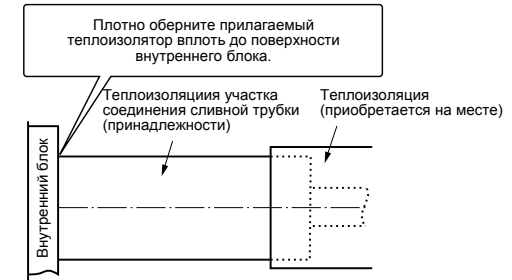 Плотно оберните прилагаемый
теплоизолятор вплоть до поверхности
внутреннего блока.
Теплоизоляциия участка
соединения сливной трубки
(принадлежности)
Теплоизоляция
(приобретается на месте)
Внутренний блок